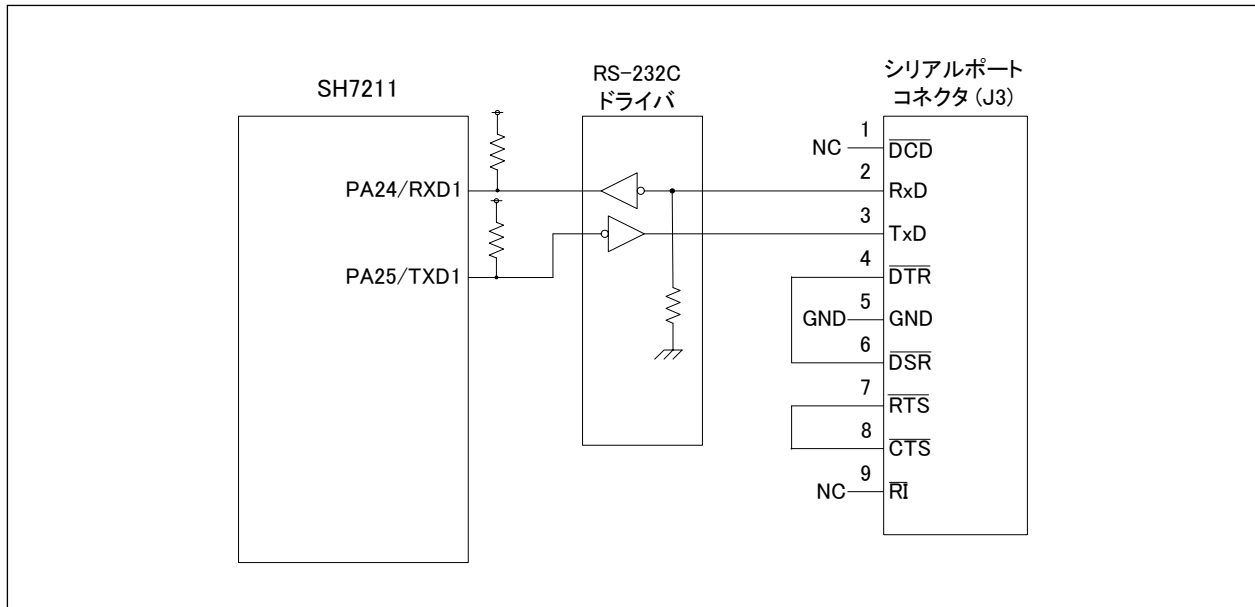 SH7211
RS-232C
ドライバ
シリアルポート
コネクタ (J3)
PA24/RXD1
PA25/TXD1
NC
1
DCD
2
RxD
3
TxD
4
DTR
GND
5
GND
6
DSR
7
RTS
8
CTS
NC
9
RI